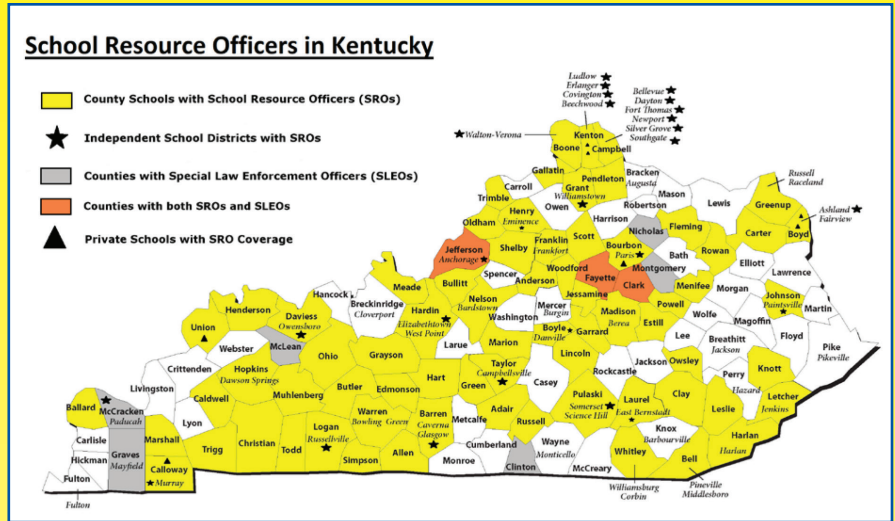 School Resource Officers in Kentucky
County Schools with School Resource Officers (SROs)
Independent School Districts with SROs
Counties with Special Law Enforcement Officers (SLEOs)
Counties with both SROs and SLEOs
Private Schools with SRO Coverage
Ludlow
Erlanger
Covington
Beechwood
Bellevue
Dayton
Fort Thomas
Newport
Silver Grove
Southgate
Walton-Verona
Kenton
Boone
Campbell
Gallatin
Pendleton
Bracken
Augusta
Grant
Williamstown
Carroll
Owen
Trimble
Mason
Robertson
Lewis
Russell
Raceland
Greenup
Ashland
Fairview
Boyd
Carter
Henry
Eminence
Harrison
Oldham
Nicholas
Fleming
Rowan
Elliott
Lawrence
Jefferson
Anchorage
Shelby
Franklin
Frankfort
Scott
Bourbon
Paris
Bath
Montgomery
Menifee
Morgan
Johnson
Paintsville
Martin
Spencer
Anderson
Woodford
Fayette
Clark
Powell
Wolfe
Magoffin
Floyd
Pike
Pikeville
Bullitt
Meade
Hancock
Breckinridge
Cloverport
Hardin
Elizabethtown
West Point
Nelson
Bardstown
Washington
Mercer
Burgin
Jessamine
Madison
Berea
Estill
Lee
Breathitt
Jackson
Henderson
Daviess
Owensboro
Union
Webster
McLean
Ohio
Grayson
Larue
Marion
Boyle
Danville
Garrard
Lincoln
Rockcastle
Jackson
Owsley
Perry
Hazard
Knott
Letcher
Jenkins
Crittenden
Livingston
Hopkins
Dawson Springs
Muhlenberg
Butler
Edmonson
Hart
Green
Taylor
Campbellsville
Casey
Pulaski
Somerset
Science Hill
Laurel
East Bernstadt
Clay
Leslie
Harlan
Harlan
Ballard
McCracken
Paducah
Caldwell
Lyon
Carlisle
Graves
Mayfield
Marshall
Calloway
Murray
Hickman
Fulton
Fulton
Trigg
Christian
Todd
Logan
Russellville
Warren
Bowling Green
Simpson
Allen
Barren
Caverna
Glasgow
Metcalfe
Adair
Russell
Monroe
Cumberland
Clinton
Wayne
Monticello
McCreary
Whitley
Knox
Barbourville
Bell
Williamsburg
Corbin
Pineville
Middlesboro